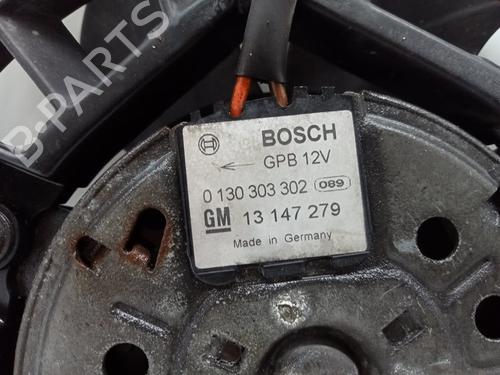 BOSCH
GPB 12V
0 130 303 302 089
GM 13 147 279
Made in Germany
B-PARTS